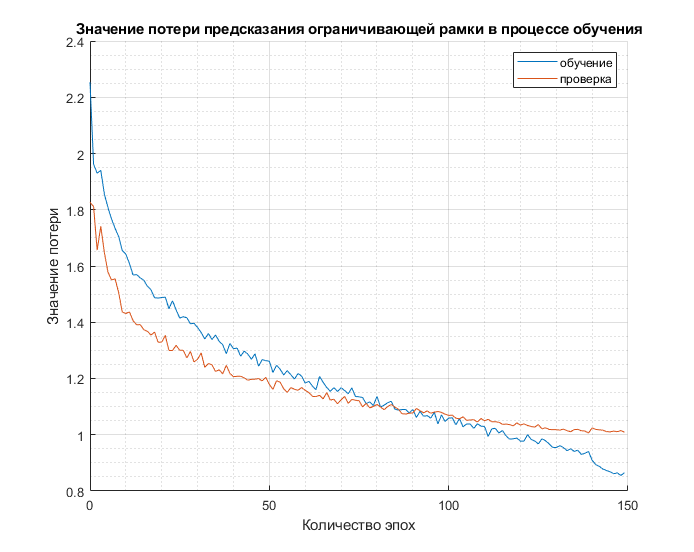 Значение потери предсказания ограничивающей рамки в процессе обучения
2.4
2.2
2
1.8
1.6
1.4
1.2
1
0.8
Значение потери
обучение
проверка
0
50
100
150
Количество эпох